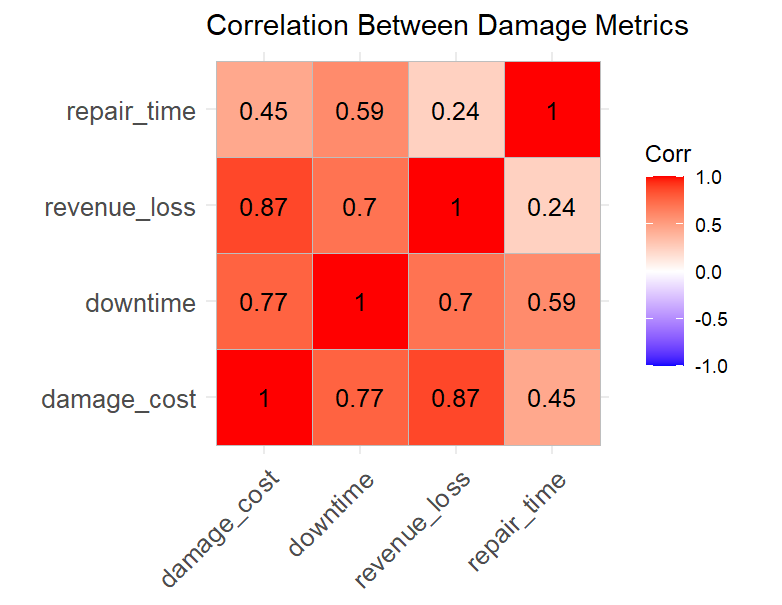 Correlation Between Damage Metrics
repair_time 0.45 0.59 0.24 1
revenue_loss 0.87 0.7 1 0.24
downtime 0.77 1 0.7 0.59
damage_cost 1 0.77 0.87 0.45
damage_cost downtime revenue_loss repair_time
Corr
1.0
0.5
0.0
-0.5
-1.0